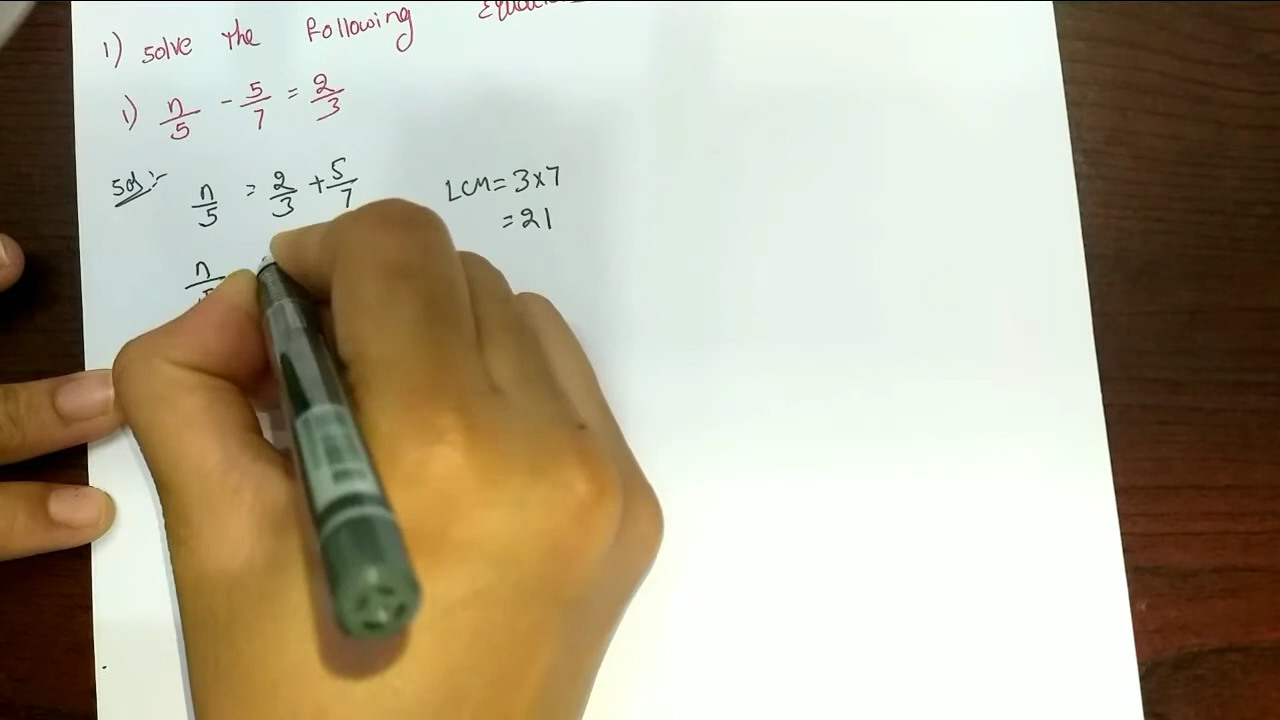 1) Solve the following
1) n/5 - 5/7 = 2/3
Sol:- n/5 = 2/3 + 5/7
LCM = 3x7
= 21
n/5